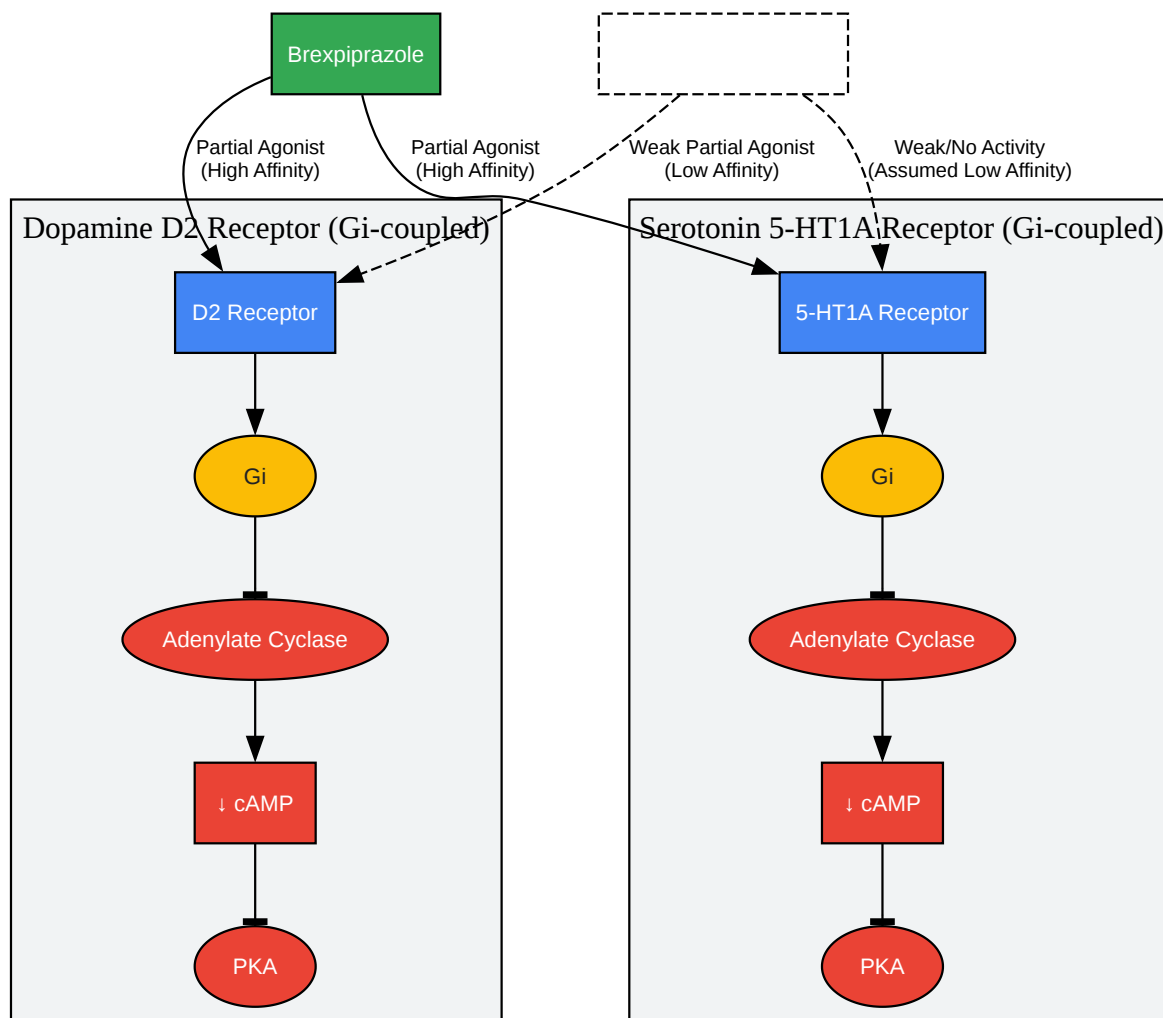 Brexpiprazole
Partial Agonist
(High Affinity)
Partial Agonist
(High Affinity)
Weak Partial Agonist
(Low Affinity)
Weak/No Activity
(Assumed Low Affinity)
Dopamine D2 Receptor (Gi-coupled)
D2 Receptor
Gi
Adenylate Cyclase
↓ cAMP
PKA
Serotonin 5-HT1A Receptor (Gi-coupled)
5-HT1A Receptor
Gi
Adenylate Cyclase
↓ cAMP
PKA